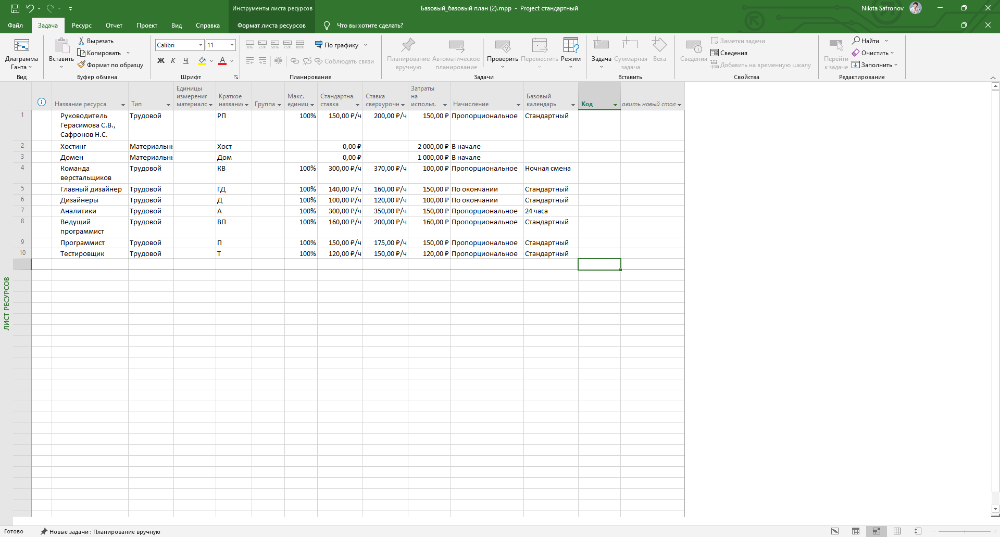 Инструменты листа ресурсов
Базовый_базовый план (2).mpp - Project стандартный
Nikita Safronov
Файл Задача Ресурс Отчет Проект Вид Справка Формат листа ресурсов Что вы хотите сделать?
Диаграмма Ганта
Вид
Вставить
Вырезать
Копировать
Формат по образцу
Буфер обмена
Calibri 11
Ж К Ч
Шрифт
0% 25% 50% 75% 100%
По графику
Соблюдать связи
Планирование
Планирование вручную
Автоматическое планирование
Проверить
Переместить
Режим
Задачи
Задача
Суммарная задача
Веха
Вставить
Сведения
Заметки задачи
Сведения
Добавить на временную шкалу
Свойства
Перейти к задаче
Найти
Очистить
Заполнить
Редактирование
Название ресурса Тип Единицы измерения материалс Краткое названи Группа Макс. единиц Стандартна ставка Ставка сверхурочн Затраты на использ. Начисление Базовый календарь Код авить новый стол
1 Руководитель Герасимова С.В., Сафронов Н.С. Трудовой РП 100% 150,00 ₽/ч 200,00 ₽/ч 150,00 ₽ Пропорциональное Стандартный
2 Хостинг Материальнь Хост 0,00 ₽ 2 000,00 ₽ В начале
3 Домен Материальнь Дом 0,00 ₽ 1 000,00 ₽ В начале
4 Команда верстальщиков Трудовой КВ 100% 300,00 ₽/ч 370,00 ₽/ч 100,00 ₽ Пропорциональное Ночная смена
5 Главный дизайнер Трудовой ГД 100% 140,00 ₽/ч 160,00 ₽/ч 150,00 ₽ По окончании Стандартный
6 Дизайнеры Трудовой Д 100% 100,00 ₽/ч 120,00 ₽/ч 100,00 ₽ По окончании Стандартный
7 Аналитики Трудовой А 100% 300,00 ₽/ч 350,00 ₽/ч 150,00 ₽ Пропорциональное 24 часа
8 Ведущий программист Трудовой ВП 100% 160,00 ₽/ч 200,00 ₽/ч 160,00 ₽ Пропорциональное Стандартный
9 Программист Трудовой П 100% 150,00 ₽/ч 175,00 ₽/ч 150,00 ₽ Пропорциональное Стандартный
10 Тестировщик Трудовой Т 100% 120,00 ₽/ч 150,00 ₽/ч 120,00 ₽ Пропорциональное Стандартный
ЛИСТ РЕСУРСОВ
Готово Новые задачи : Планирование вручную